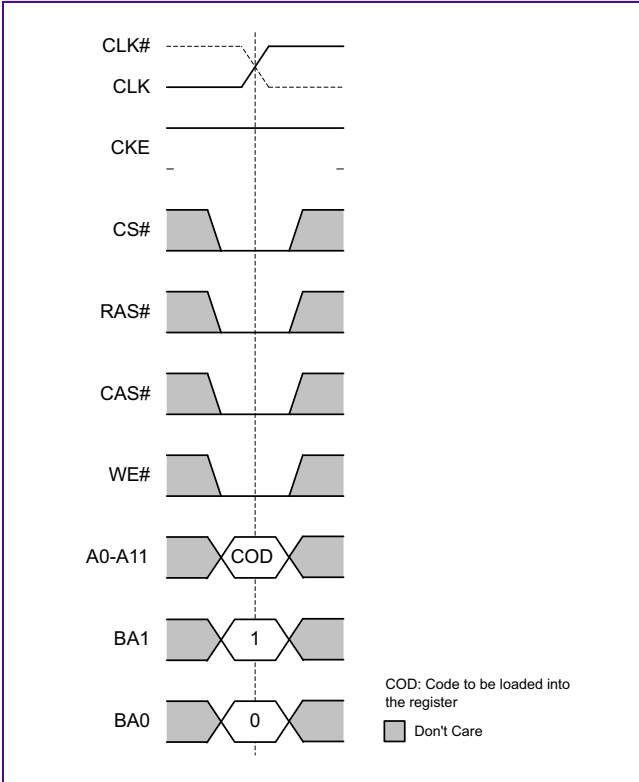 CLK#
CLK
CKE
CS#
RAS#
CAS#
WE#
A0-A11
COD
BA1
1
BA0
0
COD: Code to be loaded into
the register
Don't Care